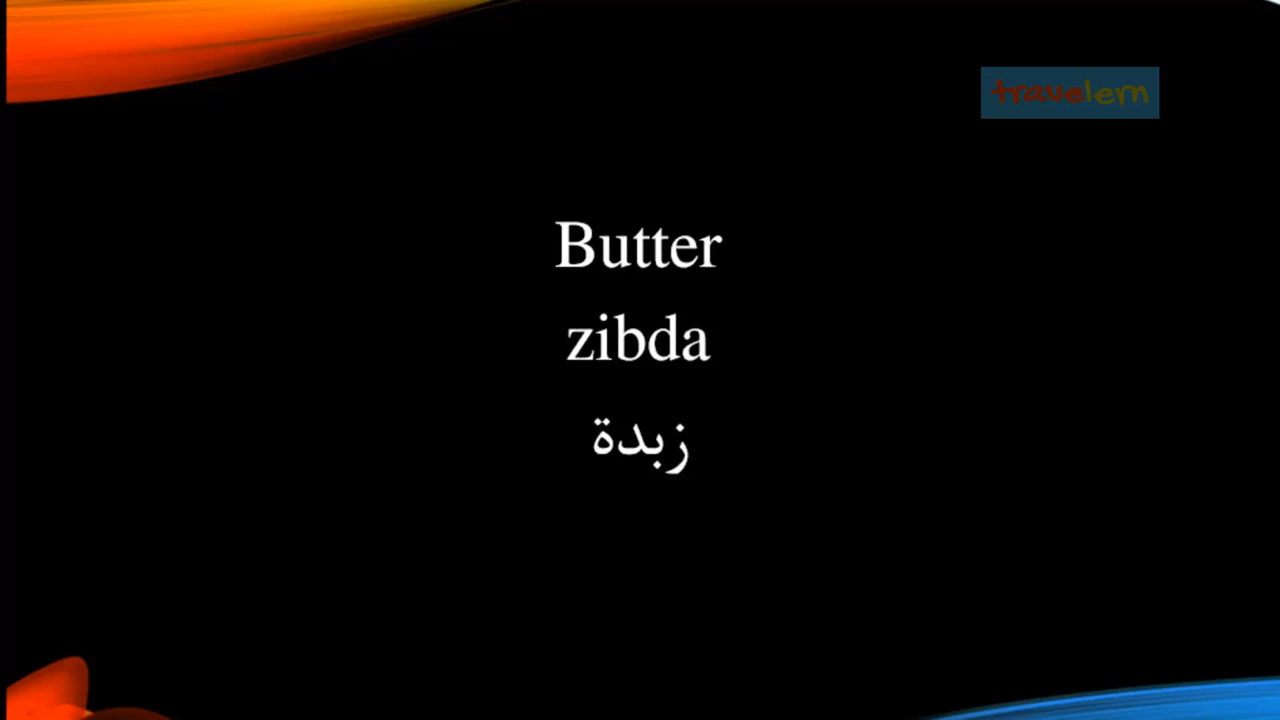 travelern
Butter
zibda
زبدة